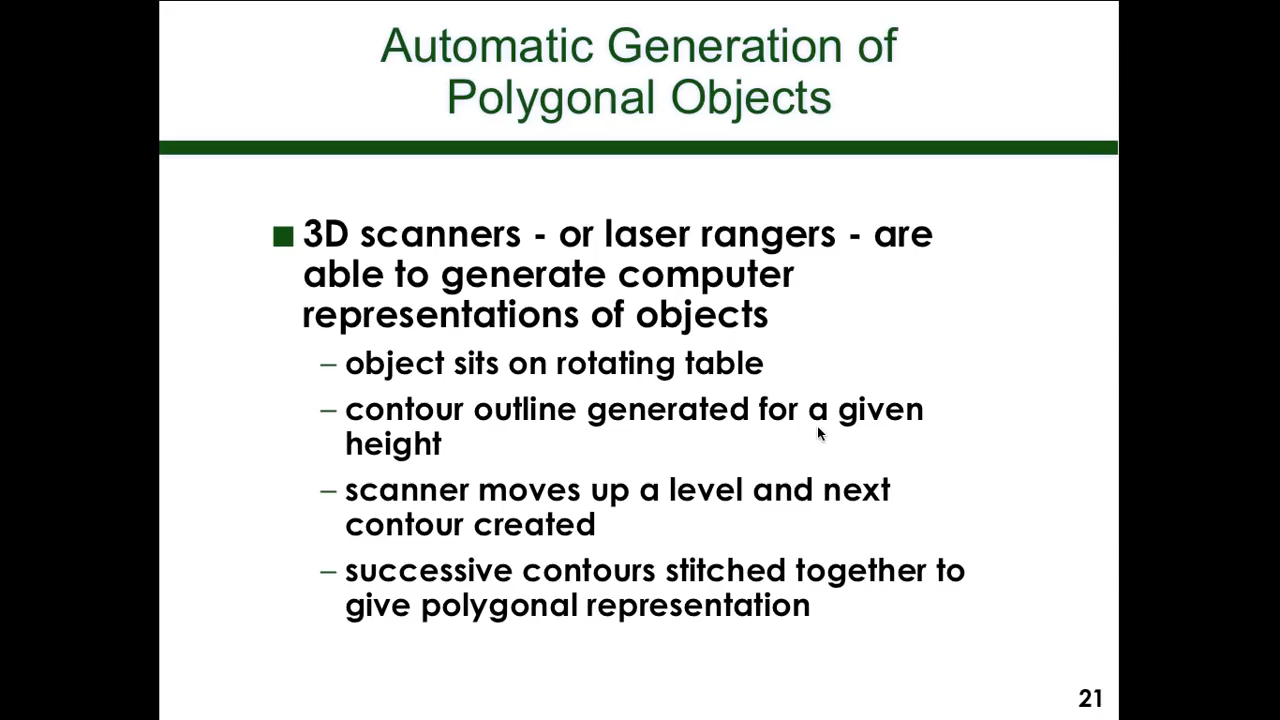 Automatic Generation of
Polygonal Objects
■ 3D scanners - or laser rangers - are
able to generate computer
representations of objects
– object sits on rotating table
– contour outline generated for a given
height
– scanner moves up a level and next
contour created
– successive contours stitched together to
give polygonal representation
21